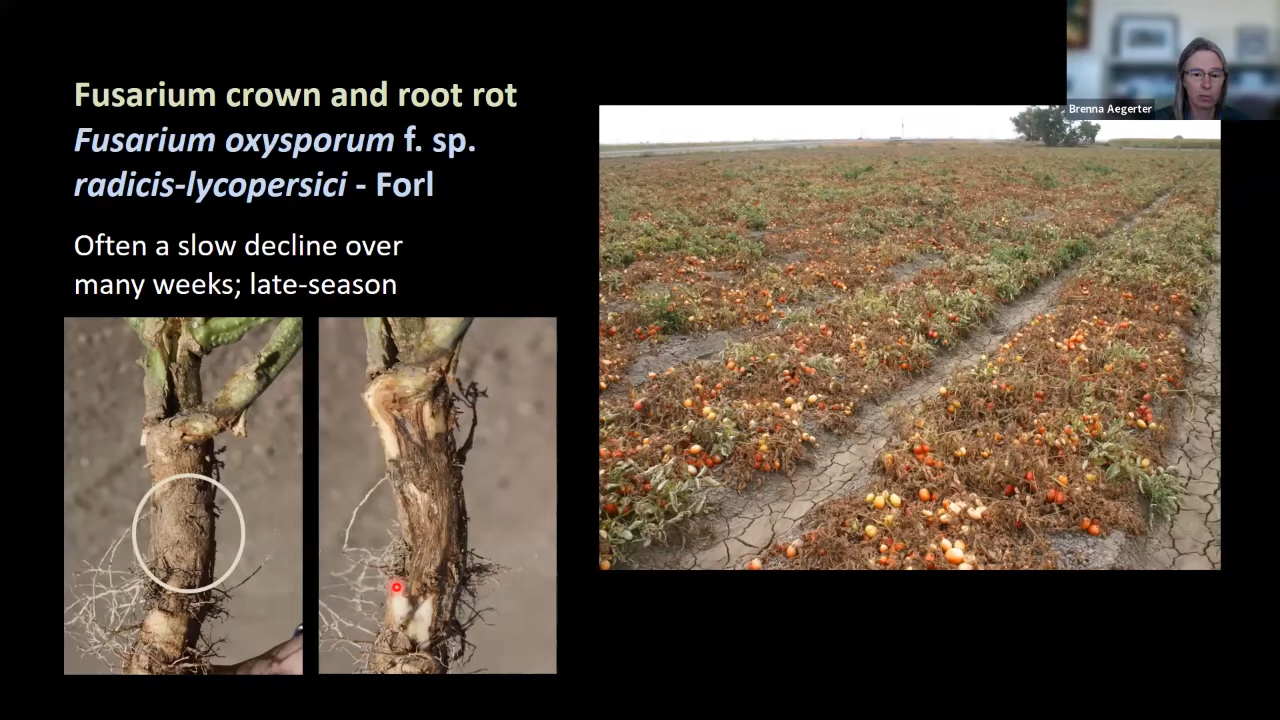 Fusarium crown and root rot
Fusarium oxysporum f. sp.
radicis-lycopersici - Forl
Often a slow decline over
many weeks; late-season
Brenna Aegerter